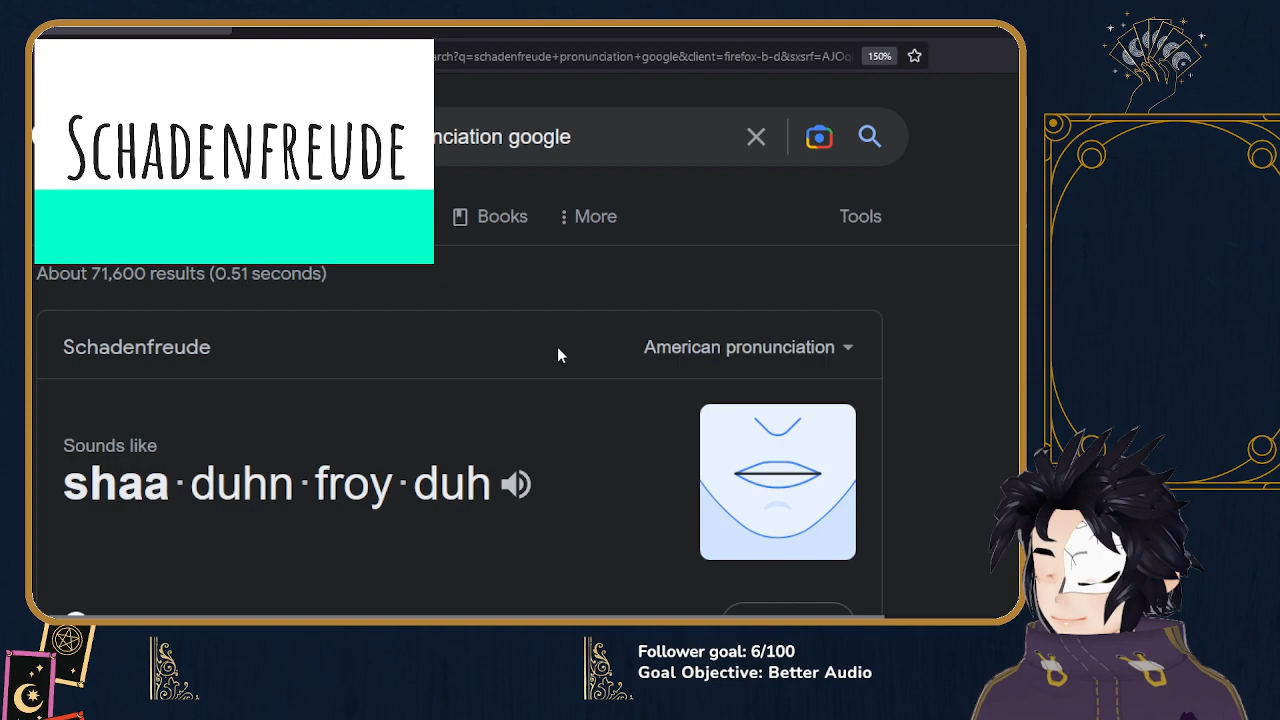 arch?q=schadenfreude+pronunciation+google&client=firefox-b-d&sxsrf=AJOq
150%
SCHADENFREUDE
nciation google
Books
More
Tools
About 71,600 results (0.51 seconds)
Schadenfreude
American pronunciation
Sounds like
shaa·duhn·froy·duh
Follower goal: 6/100
Goal Objective: Better Audio